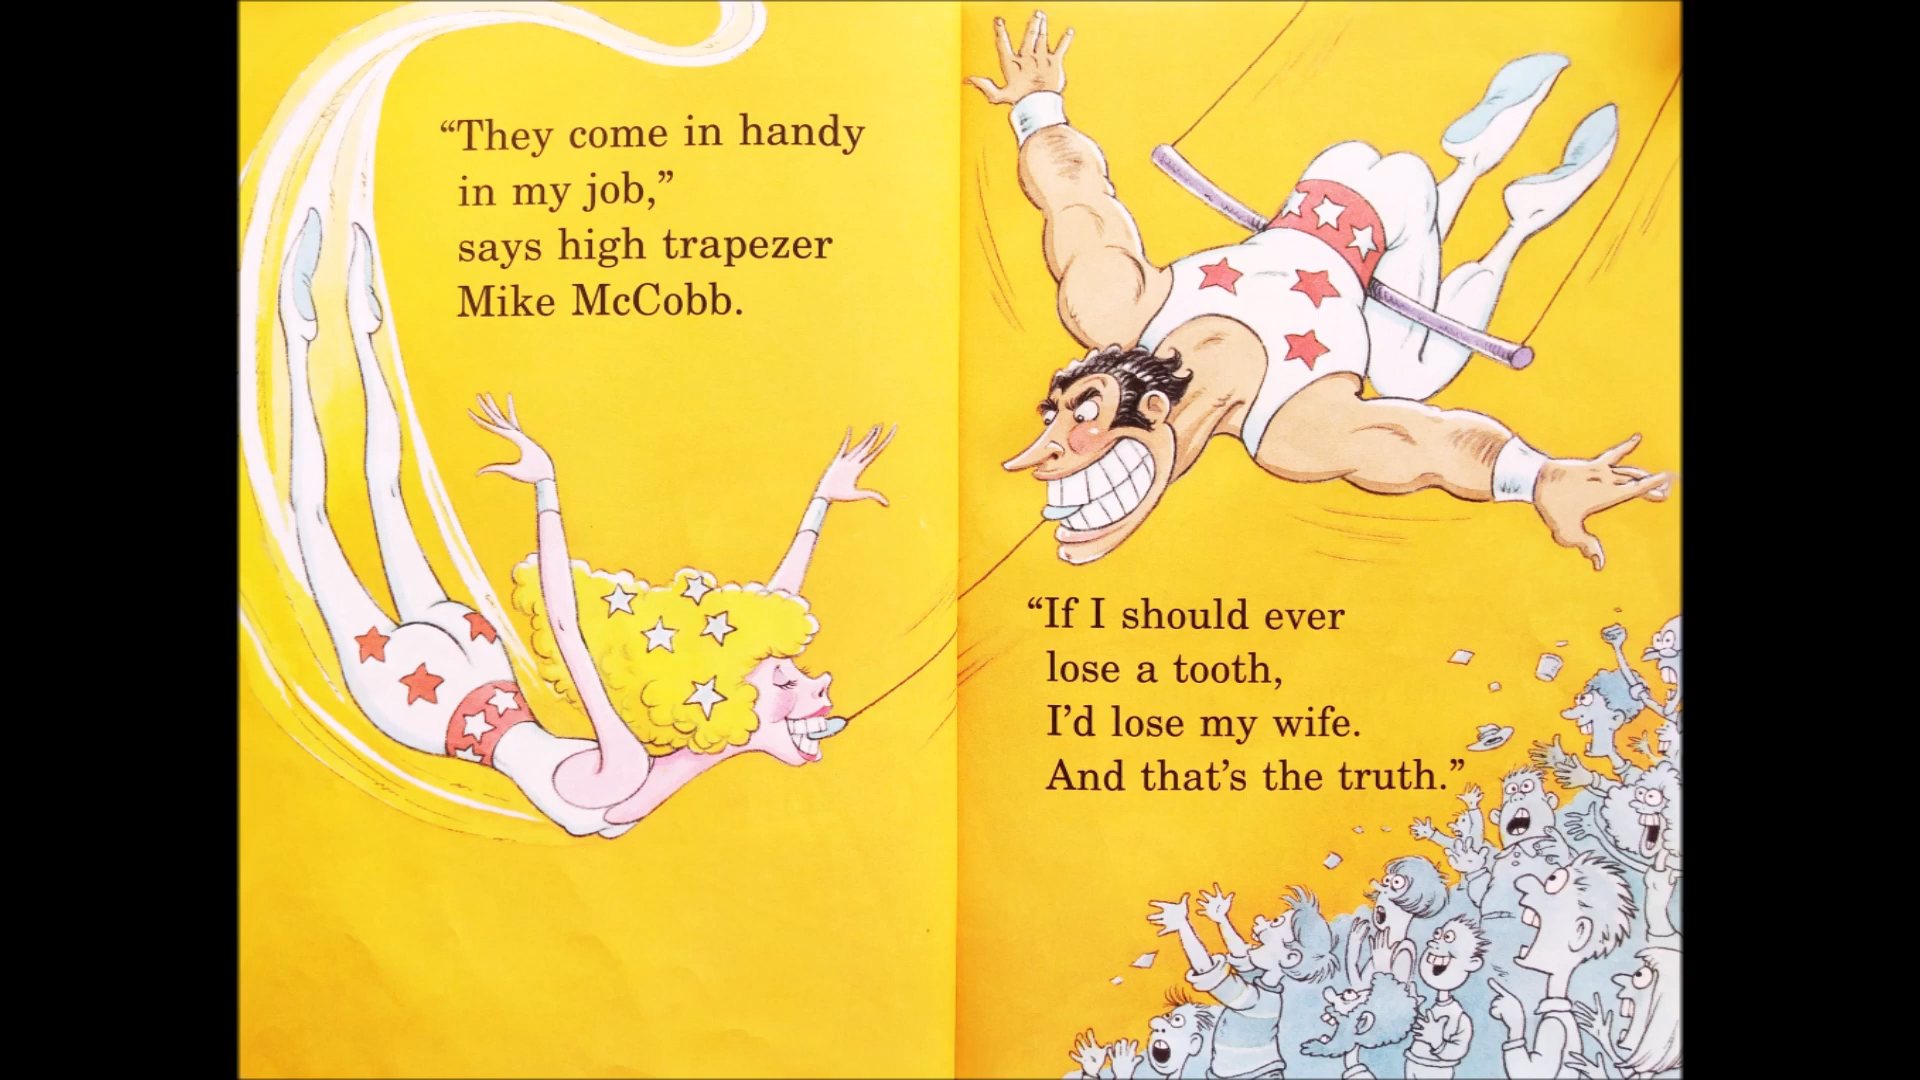 “They come in handy
in my job,”
says high trapezer
Mike McCobb.
“If I should ever
lose a tooth,
I’d lose my wife.
And that’s the truth.”